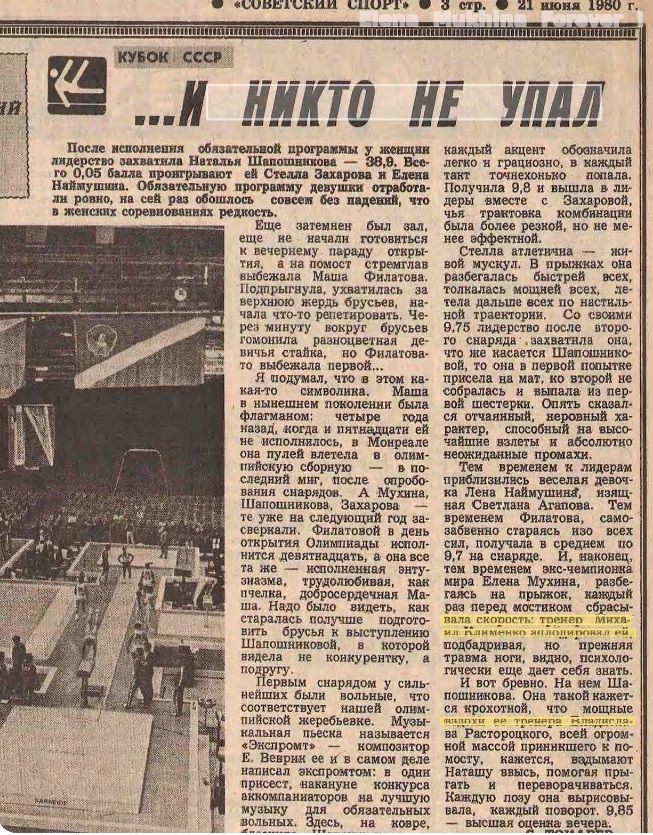 ● «СОВЕТСКИЙ СПОРТ» ● 3 стр. ● 21 июня 1980 г.
Elena Mukhina Forever !
КУБОК СССР
...И НИКТО НЕ УПАЛ
После исполнения обязательной программы у женщин
лидерство захватила Наталья Шапошникова — 38,9. Все-
го 0,05 балла проигрывают ей Стелла Захарова и Елена
Наймушина. Обязательную программу девушки отработа-
ли ровно, на сей раз обошлось совсем без падений, что
в женских соревнованиях редкость.
Еще затемнен был зал,
еще не начали готовиться
к вечернему параду откры-
тия, а на помост стремглав
выбежала Маша Филатова.
Подпрыгнула, ухватилась за
верхнюю жердь брусьев, на-
чала что-то репетировать. Че-
рез минуту вокруг брусьев
гомонила разноцветная де-
вичья стайка, но Филатова-
то выбежала первой...
Я подумал, что в этом ка-
кая-то символика. Маша
в нынешнем поколении была
флагманом: четыре года
назад, когда и пятнадцати ей
не исполнилось, в Монреале
она пулей влетела в олим-
пийскую сборную — в по-
следний миг, после опробо-
вания снарядов. А Мухина,
Шапошникова, Захарова —
те уже на следующий год за-
сверкали. Филатовой в день
открытия Олимпиады испол-
нится девятнадцать, а она все
та же — исполненная энту-
зиазма, трудолюбивая, как
пчелка, добросердечная Ма-
ша. Надо было видеть, как
старалась получше подгото-
вить брусья к выступлению
Шапошниковой, в которой
видела не конкурентку, а
подругу.
Первым снарядом у силь-
нейших были вольные, что
соответствует нашей олим-
пийской жеребьевке. Музы-
кальная пьеска называется
«Экспромт» — композитор
Е. Веврик ее и в самом деле
написал экспромтом: в один
присест, накануне конкурса
аккомпаниаторов на лучшую
музыку для обязательных
вольных. Здесь, на ковре,
каждый акцент обозначила
легко и грациозно, в каждый
такт точнехонько попала.
Получила 9,8 и вышла в ли-
деры вместе с Захаровой,
чья трактовка комбинации
была более резкой, но не ме-
нее эффектной.
Стелла атлетична — жи-
вой мускул. В прыжках она
разбегалась быстрей всех,
толкалась мощней всех, ле-
тела дальше всех по настиль-
ной траектории. Со своими
9,75 лидерство после второ-
го снаряда захватила она,
что же касается Шапошнико-
вой, то она в первой попытке
присела на мат, ко второй не
собралась и выпала из пер-
вой шестерки. Опять сказал-
ся отчаянный, неровный ха-
рактер, способный на высо-
чайшие взлеты и абсолютно
неожиданные промахи.
Тем временем к лидерам
приблизились веселая девоч-
ка Лена Наймушина, изящ-
ная Светлана Агапова. Тем
временем Филатова, само-
забвенно стараясь изо всех
сил, получала в среднем по
9,7 на снаряде. И, наконец,
тем временем экс-чемпионка
мира Елена Мухина, разбе-
гаясь на прыжок, каждый
раз перед мостиком сбрасы-
вала скорость: тренер Миха-
ил Клименко аплодировал ей,
подбадривая, но прежняя
травма ноги, видно, психоло-
гически еще дает себя знать.
И вот бревно. На нем Ша-
пошникова. Она такой кажет-
ся крохотной, что мощные
вздохи ее тренера Владисла-
ва Растороцкого, всей огром-
ной массой приникшего к по-
мосту, кажется, вздымают
Наташу ввысь, помогая пры-
гать и переворачиваться.
Каждую позу она вырисовы-
вала, каждый поворот. 9,85
— высшая оценка вечера.